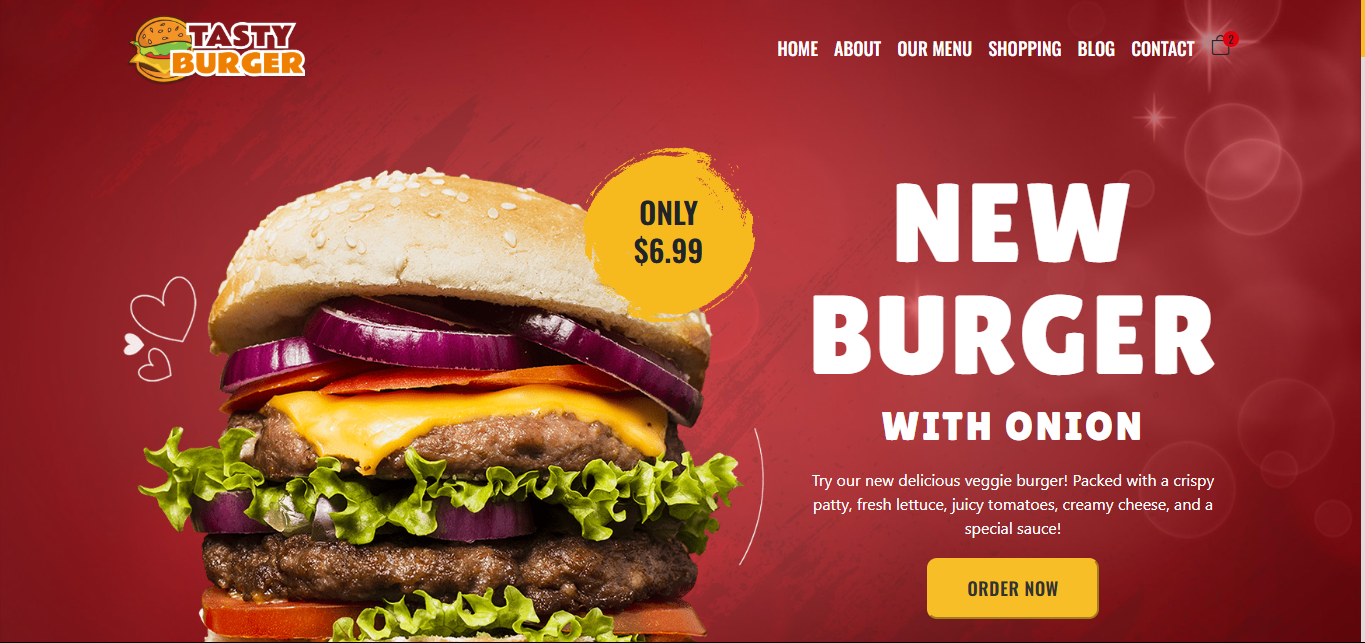 TASTY
BURGER
HOME ABOUT OUR MENU SHOPPING BLOG CONTACT 2
ONLY
$6.99
NEW
BURGER
WITH ONION
Try our new delicious veggie burger! Packed with a crispy
patty, fresh lettuce, juicy tomatoes, creamy cheese, and a
special sauce!
ORDER NOW